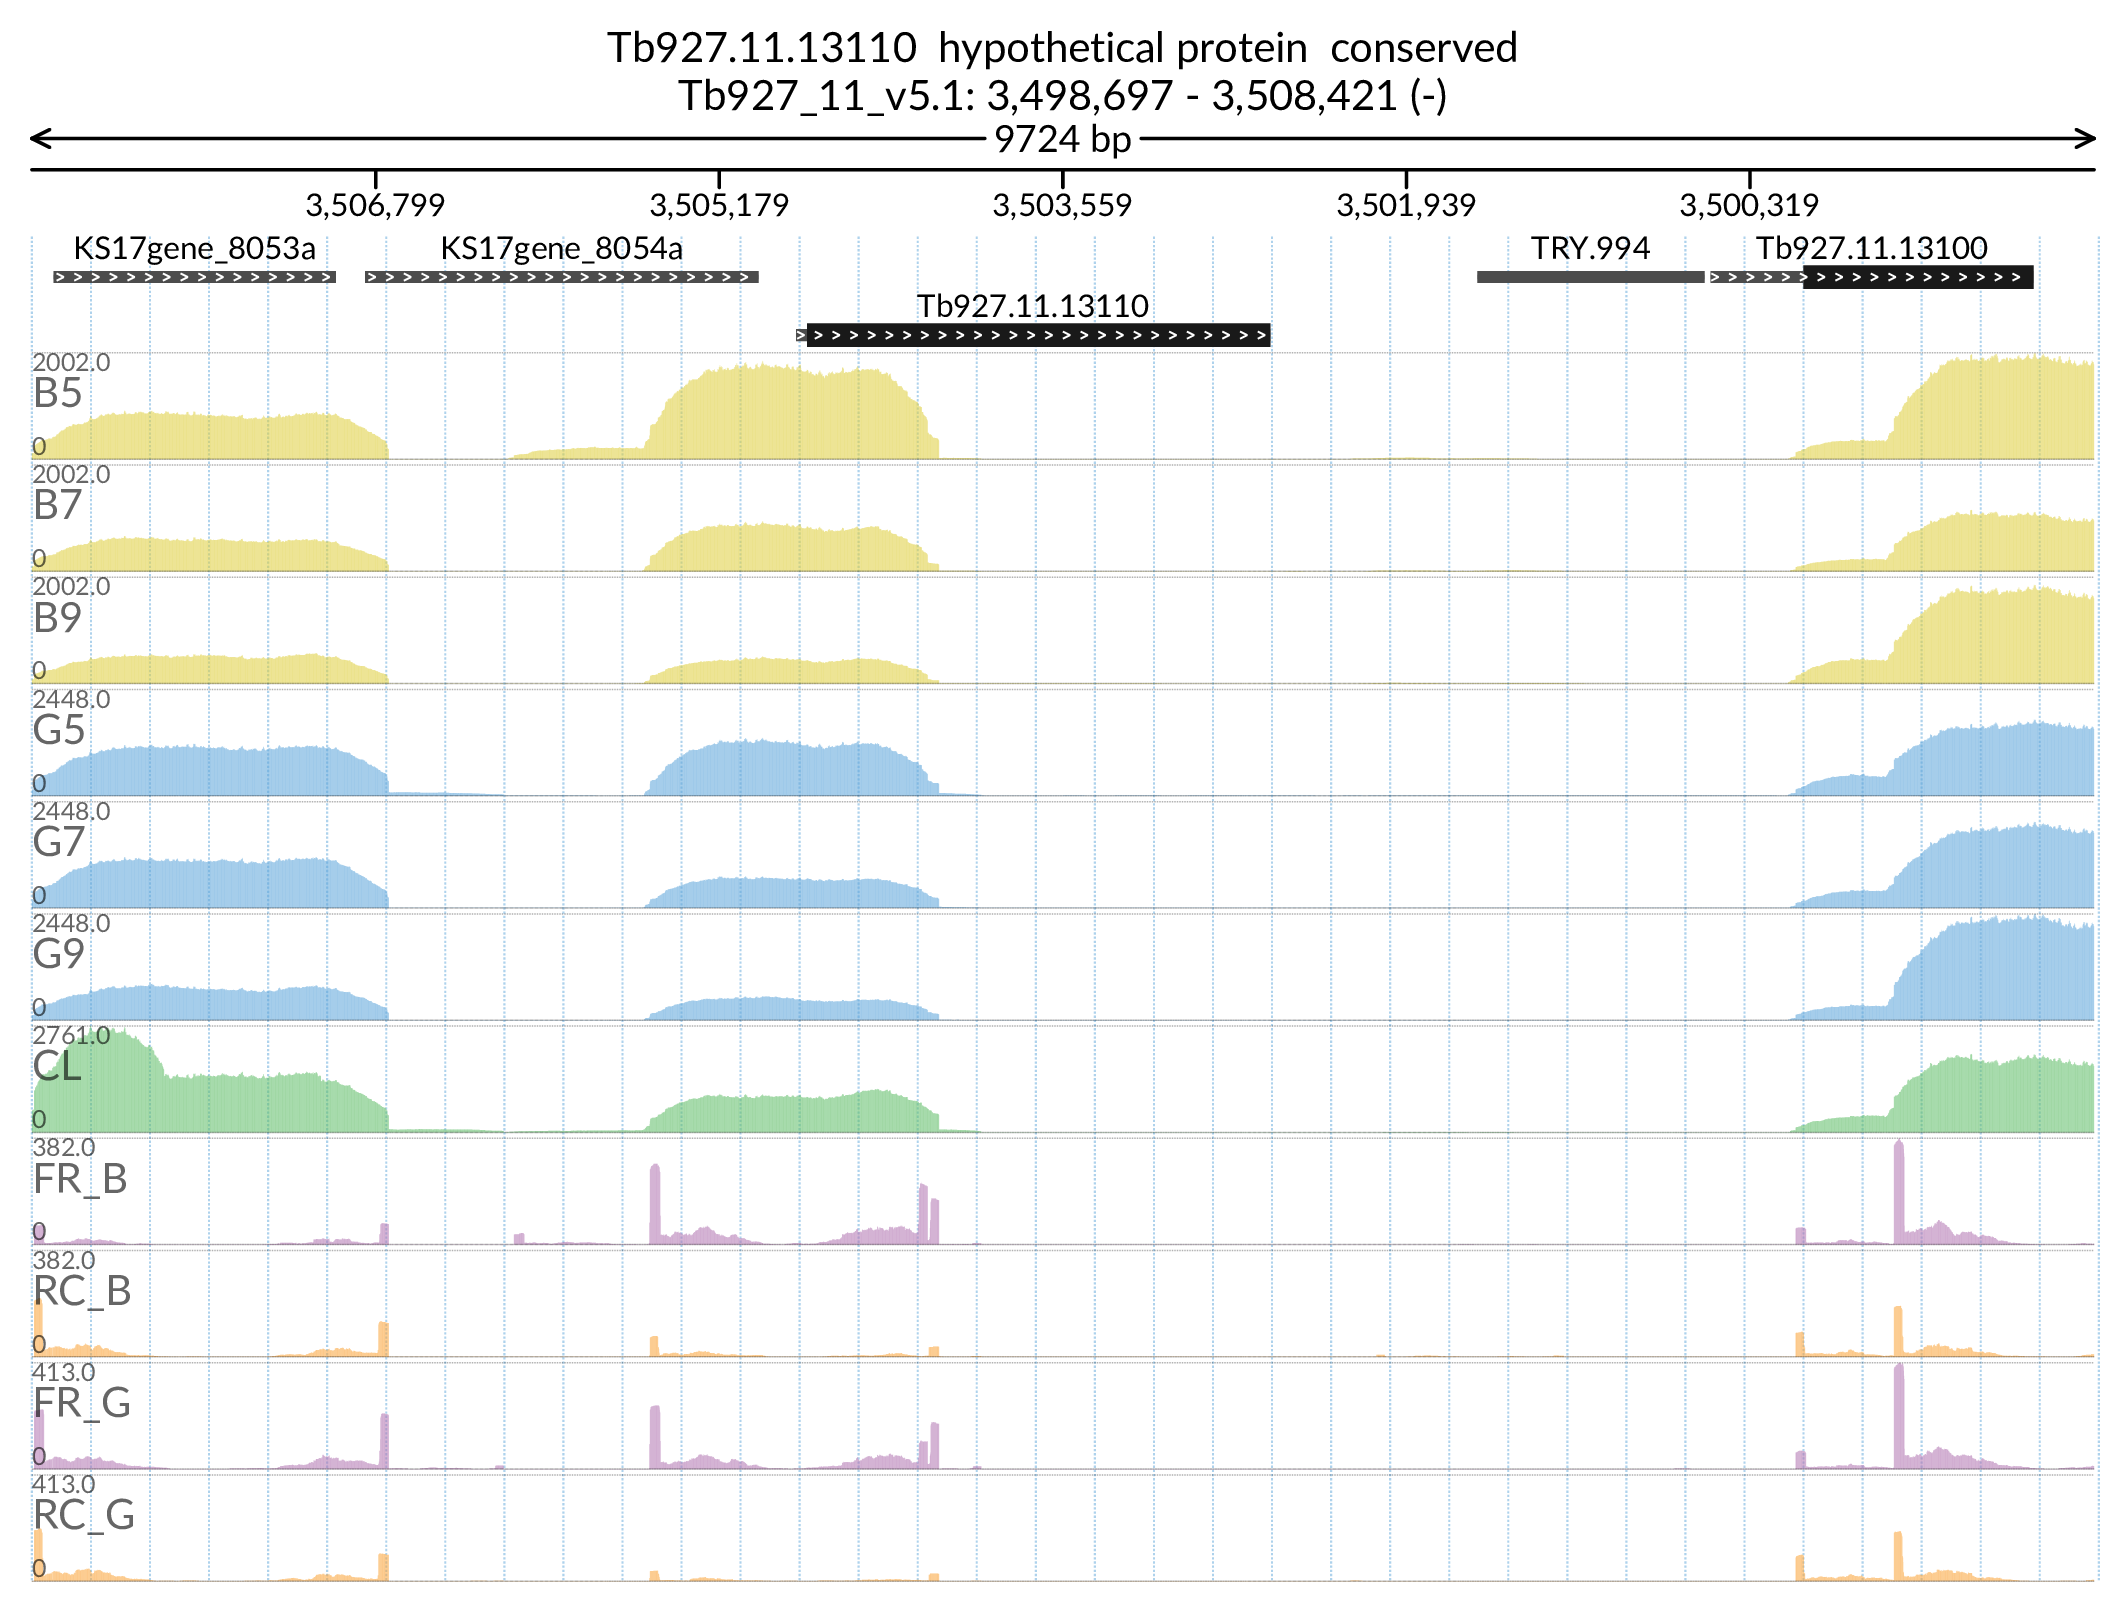 Tb927.11.13110  hypothetical protein  conserved
Tb927_11_v5.1: 3,498,697 - 3,508,421 (-)
9724 bp
3,506,799 3,505,179 3,503,559 3,501,939 3,500,319
KS17gene_8053a KS17gene_8054a TRY.994 Tb927.11.13100
Tb927.11.13110
2002.0
B5
0
2002.0
B7
0
2002.0
B9
0
2448.0
G5
0
2448.0
G7
0
2448.0
G9
0
2761.0
CL
0
382.0
FR_B
0
382.0
RC_B
0
413.0
FR_G
0
413.0
RC_G
0